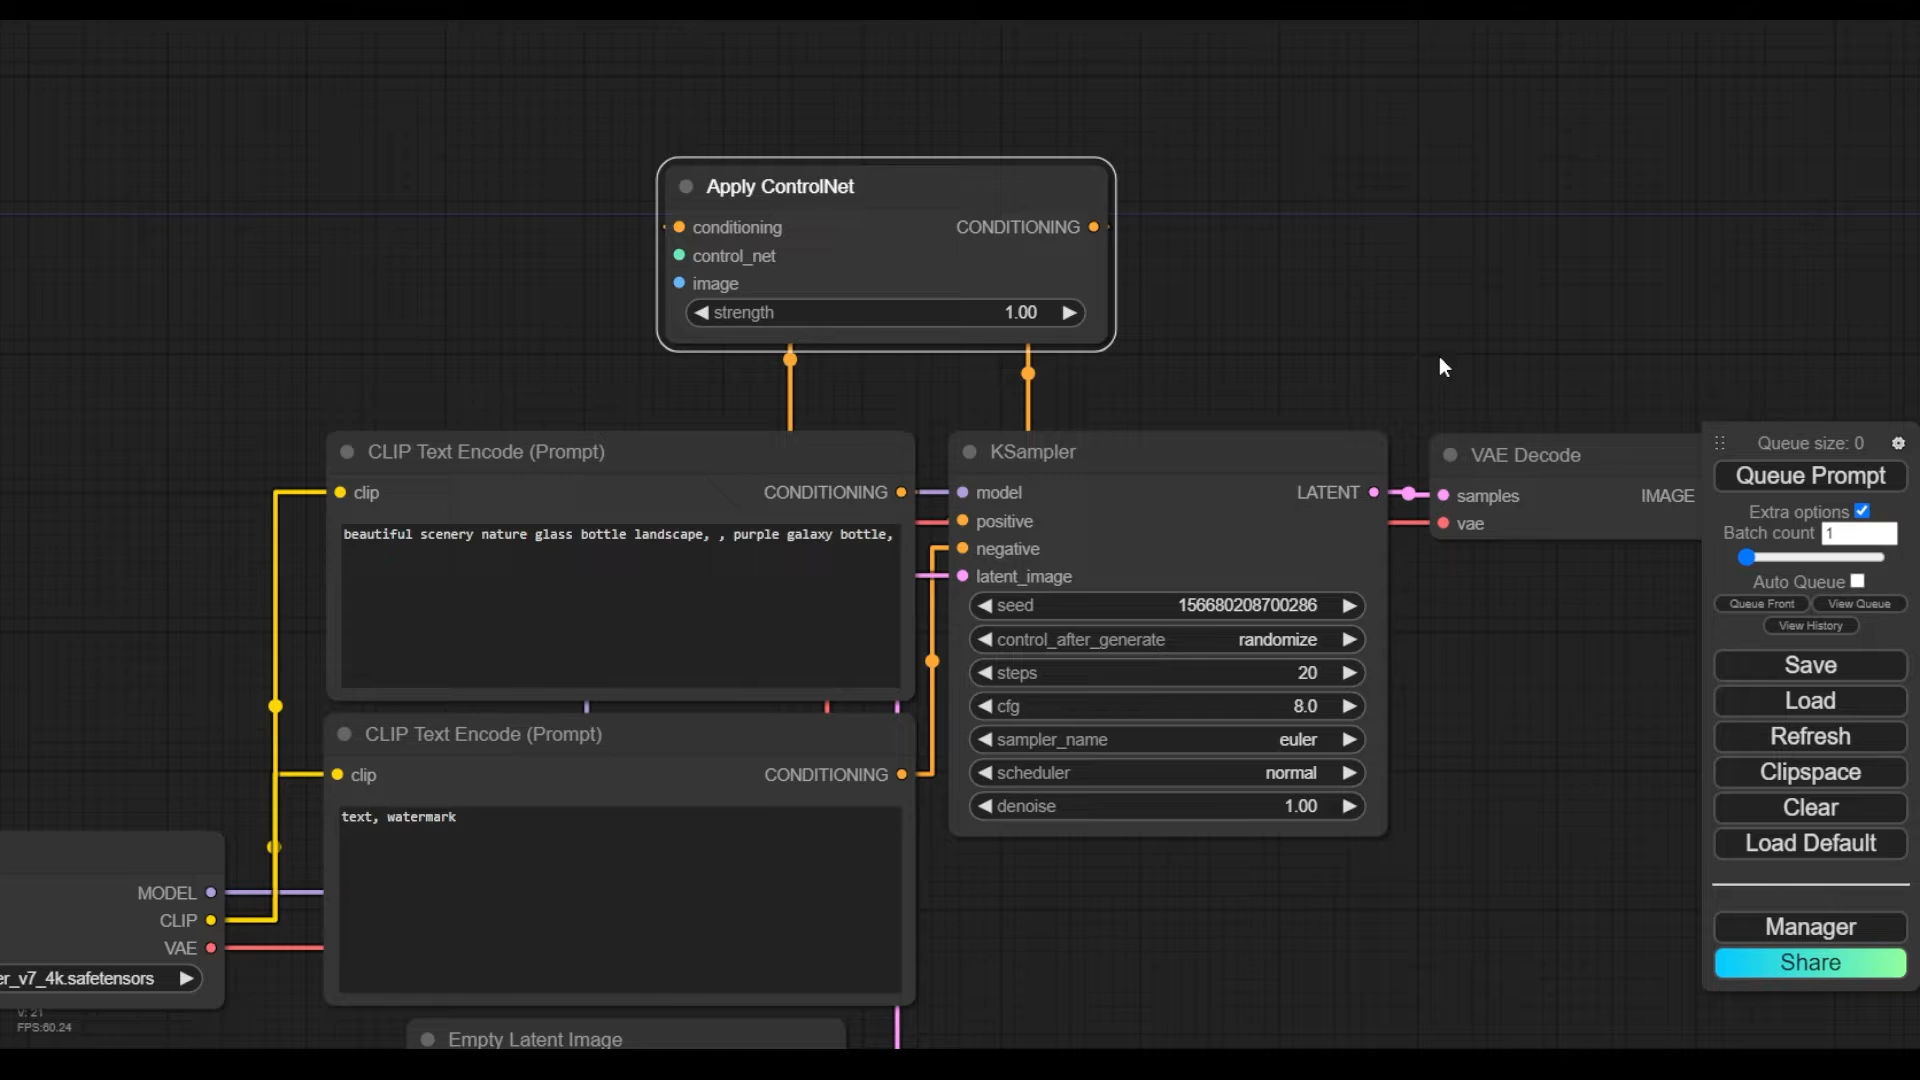 Apply ControlNet
conditioning CONDITIONING
control_net
image
strength 1.00
CLIP Text Encode (Prompt)
clip CONDITIONING
beautiful scenery nature glass bottle landscape, , purple galaxy bottle,
CLIP Text Encode (Prompt)
clip CONDITIONING
text, watermark
KSampler
model LATENT
positive
negative
latent_image
seed 156680208700286
control_after_generate randomize
steps 20
cfg 8.0
sampler_name euler
scheduler normal
denoise 1.00
VAE Decode
samples IMAGE
vae
Queue size: 0
Queue Prompt
Extra options
Batch count 1
Auto Queue
Queue Front View Queue
View History
Save
Load
Refresh
Clipspace
Clear
Load Default
Manager
Share
MODEL
CLIP
VAE
er_v7_4k.safetensors
V: 21
FPS:60.24
Empty Latent Image